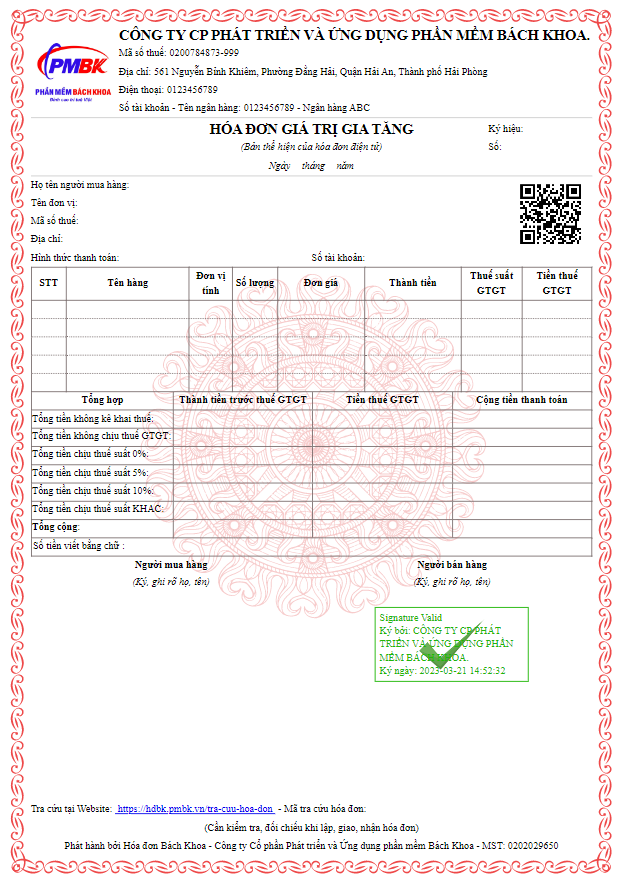 CÔNG TY CP PHÁT TRIỂN VÀ ỨNG DỤNG PHẦN MỀM BÁCH KHOA.
PMBK
PHẦN MỀM BÁCH KHOA
Đỉnh cao trí tuệ Việt
Mã số thuế: 0200784873-999
Địa chỉ: 561 Nguyễn Bỉnh Khiêm, Phường Đằng Hải, Quận Hải An, Thành phố Hải Phòng
Điện thoại: 0123456789
Số tài khoản - Tên ngân hàng: 0123456789 - Ngân hàng ABC
HÓA ĐƠN GIÁ TRỊ GIA TĂNG Ký hiệu:
(Bản thể hiện của hóa đơn điện tử) Số:
Ngày tháng năm
Họ tên người mua hàng:
Tên đơn vị:
Mã số thuế:
Địa chỉ:
Hình thức thanh toán: Số tài khoản:
STT Tên hàng Đơn vị tính Số lượng Đơn giá Thành tiền Thuế suất GTGT Tiền thuế GTGT
Tổng hợp Thành tiền trước thuế GTGT Tiền thuế GTGT Cộng tiền thanh toán
Tổng tiền không kê khai thuế:
Tổng tiền không chịu thuế GTGT:
Tổng tiền chịu thuế suất 0%:
Tổng tiền chịu thuế suất 5%:
Tổng tiền chịu thuế suất 10%:
Tổng tiền chịu thuế suất KHAC:
Tổng cộng:
Số tiền viết bằng chữ :
Người mua hàng Người bán hàng
(Ký, ghi rõ họ, tên) (Ký, ghi rõ họ, tên)
Signature Valid
Ký bởi: CÔNG TY CP PHÁT
TRIỂN VÀ ỨNG DỤNG PHẦN
MỀM BÁCH KHOA.
Ký ngày: 2023-03-21 14:52:32
Tra cứu tại Website: https://hdbk.pmbk.vn/tra-cuu-hoa-don - Mã tra cứu hóa đơn:
(Cần kiểm tra, đối chiếu khi lập, giao, nhận hóa đơn)
Phát hành bởi Hóa đơn Bách Khoa - Công ty Cổ phần Phát triển và Ứng dụng phần mềm Bách Khoa - MST: 0202029650